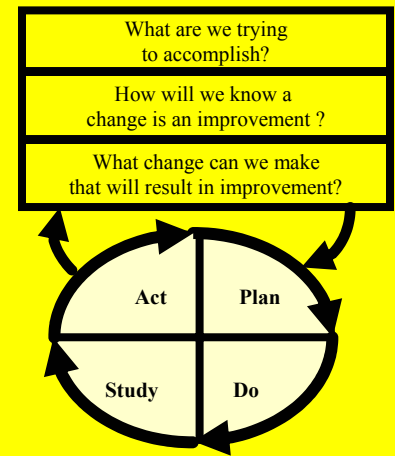 What are we trying
to accomplish?
How will we know a
change is an improvement ?
What change can we make
that will result in improvement?
Act
Plan
Study
Do